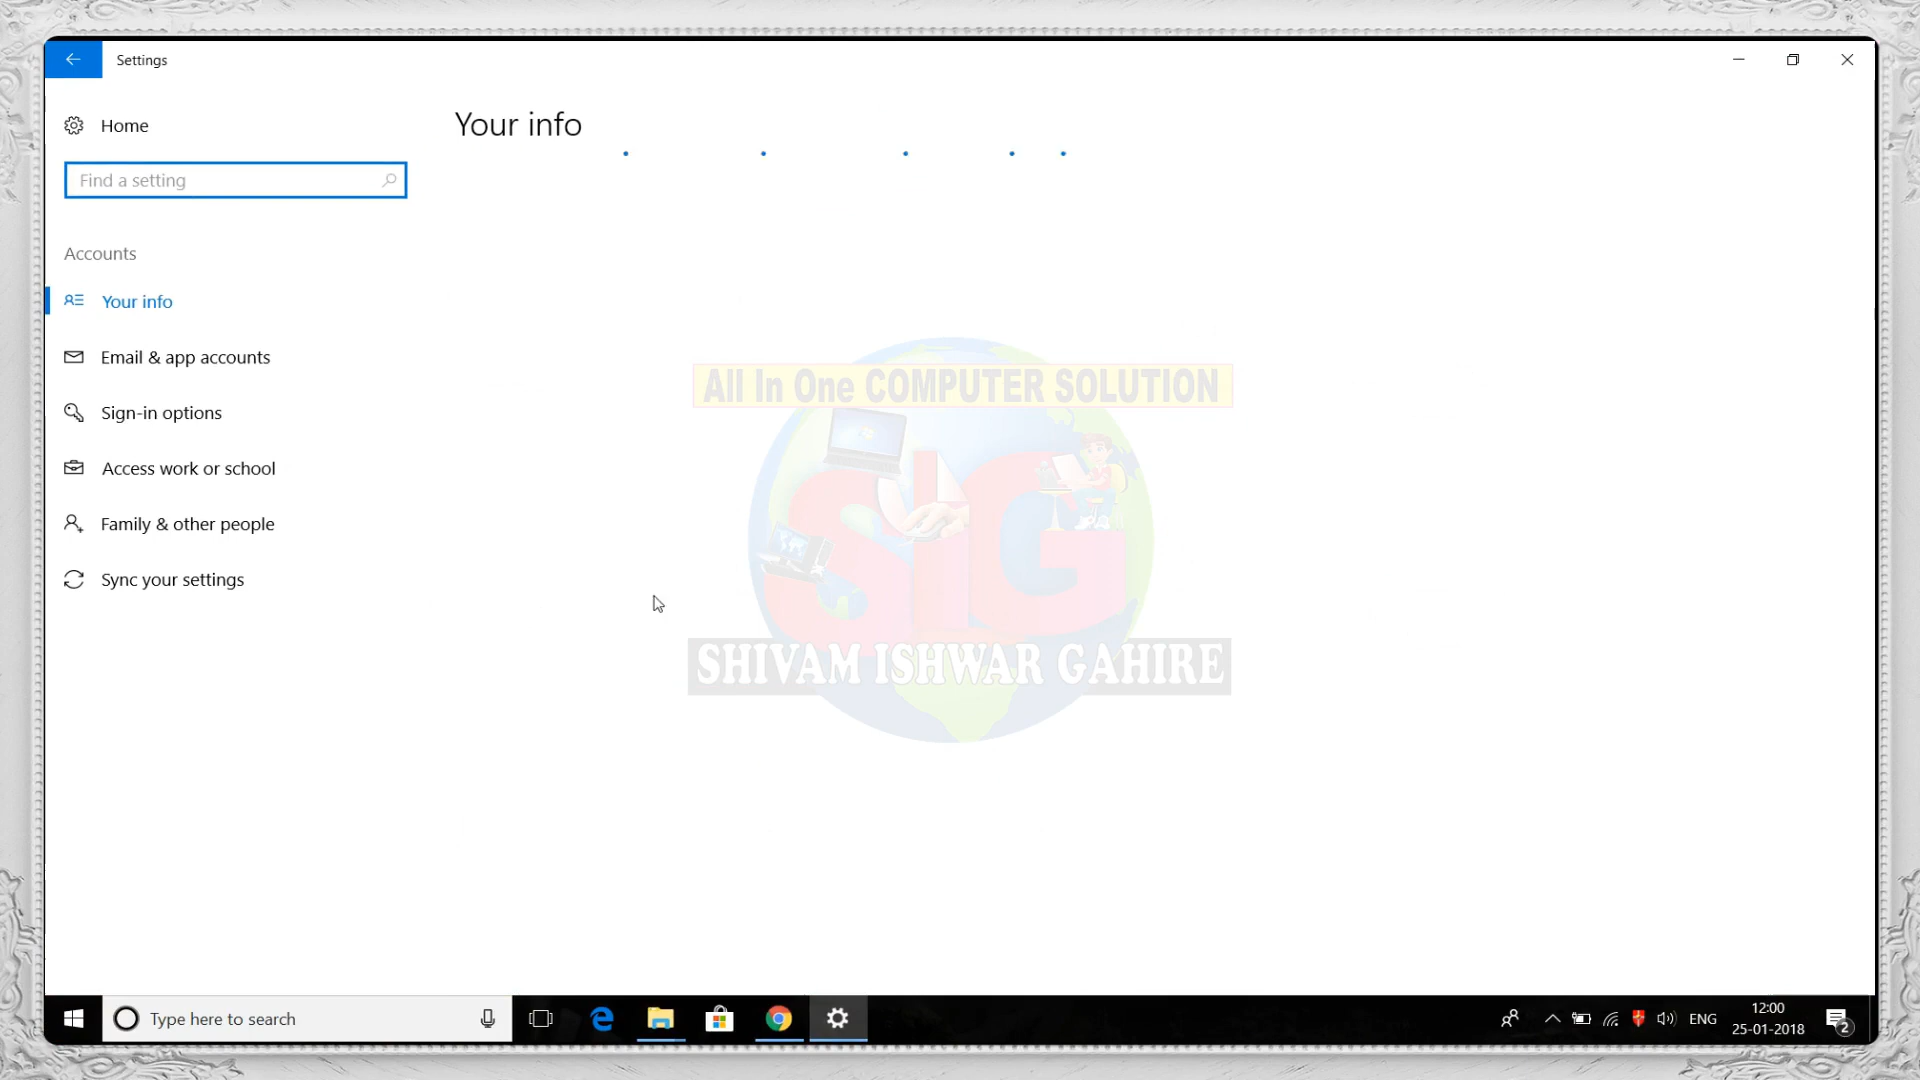 Settings
Home
Your info
Find a setting
Accounts
Your info
Email & app accounts
Sign-in options
Access work or school
Family & other people
Sync your settings
All In One COMPUTER SOLUTION
SIG
SHIVAM ISHWAR GAHIRE
Type here to search
ENG
12:00
25-01-2018
2